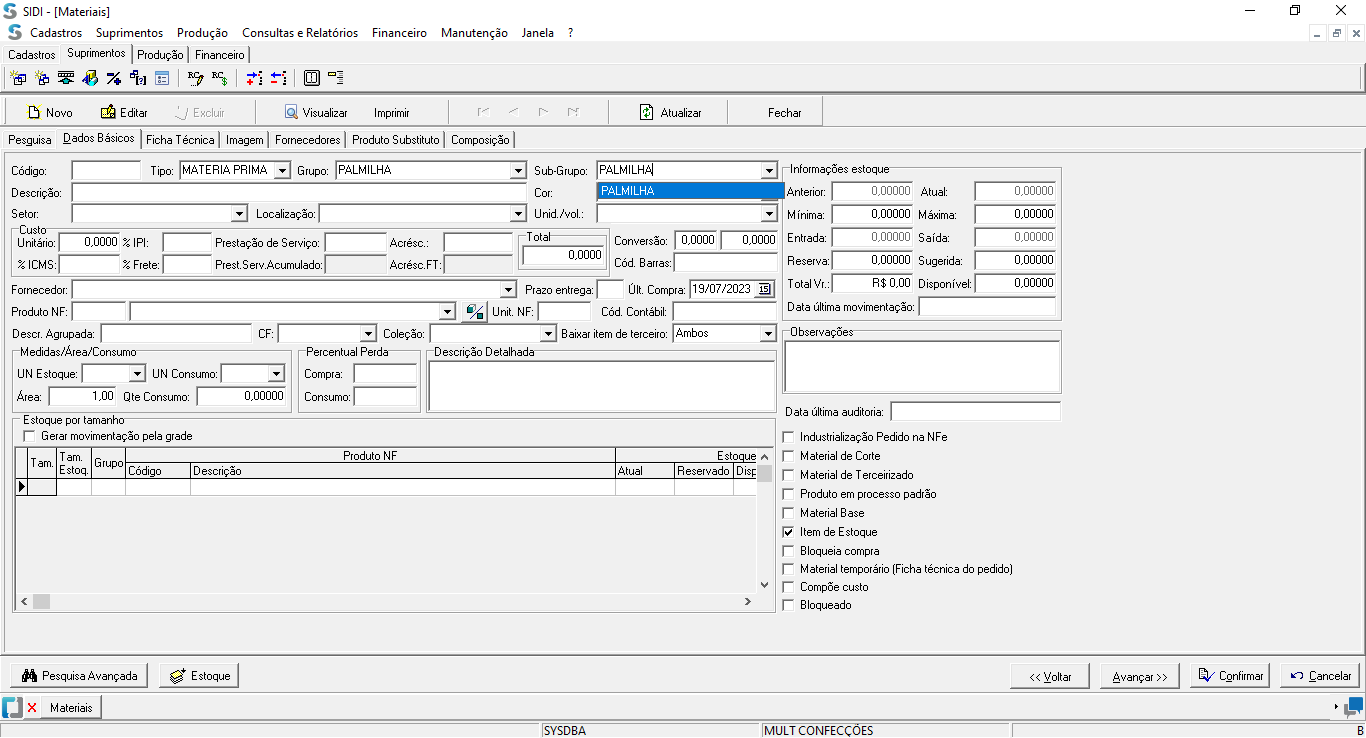 SIDI - [Materiais]
Cadastros Suprimentos Produção Consultas e Relatórios Financeiro Manutenção Janela ?
Cadastros Suprimentos Produção Financeiro
Novo Editar Excluir Visualizar Imprimir Atualizar Fechar
Pesquisa Dados Básicos Ficha Técnica Imagem Fornecedores Produto Substituto Composição
Código: Tipo: MATERIA PRIMA Grupo: PALMILHA Sub-Grupo: PALMILHA Informações estoque
Descrição: Cor: PALMILHA Anterior: 0,00000 Atual: 0,00000
Setor: Localização: Unid./vol.: Mínima: 0,00000 Máxima: 0,00000
Custo Total
Unitário: 0,0000 % IPI: Prestação de Serviço: Acrésc.: 0,0000 Conversão: 0,0000 0,0000 Entrada: 0,00000 Saída: 0,00000
% ICMS: % Frete: Prest.Serv.Acumulado: Acrésc.FT: Cód. Barras: Reserva: 0,00000 Sugerida: 0,00000
Fornecedor: Prazo entrega: Últ. Compra: 19/07/2023 15 Total Vr.: R$ 0,00 Disponível: 0,00000
Produto NF: Unit. NF: Cód. Contábil: Data última movimentação:
Descr. Agrupada: CF: Coleção: Baixar item de terceiro: Ambos Observações
Medidas/Área/Consumo Percentual Perda Descrição Detalhada
UN Estoque: UN Consumo: Compra:
Área: 1,00 Qte Consumo: 0,00000 Consumo:
Data última auditoria:
Estoque por tamanho
Gerar movimentação pela grade
Tam. Tam. Estoq. Grupo Produto NF Estoque
Código Descrição Atual Reservado Disp
Industrialização Pedido na NFe
Material de Corte
Material de Terceirizado
Produto em processo padrão
Material Base
Item de Estoque
Bloqueia compra
Material temporário (Ficha técnica do pedido)
Compõe custo
Bloqueado
Pesquisa Avançada Estoque << Voltar Avançar >> Confirmar Cancelar
Materiais
SYSDBA MULT CONFECÇÕES B